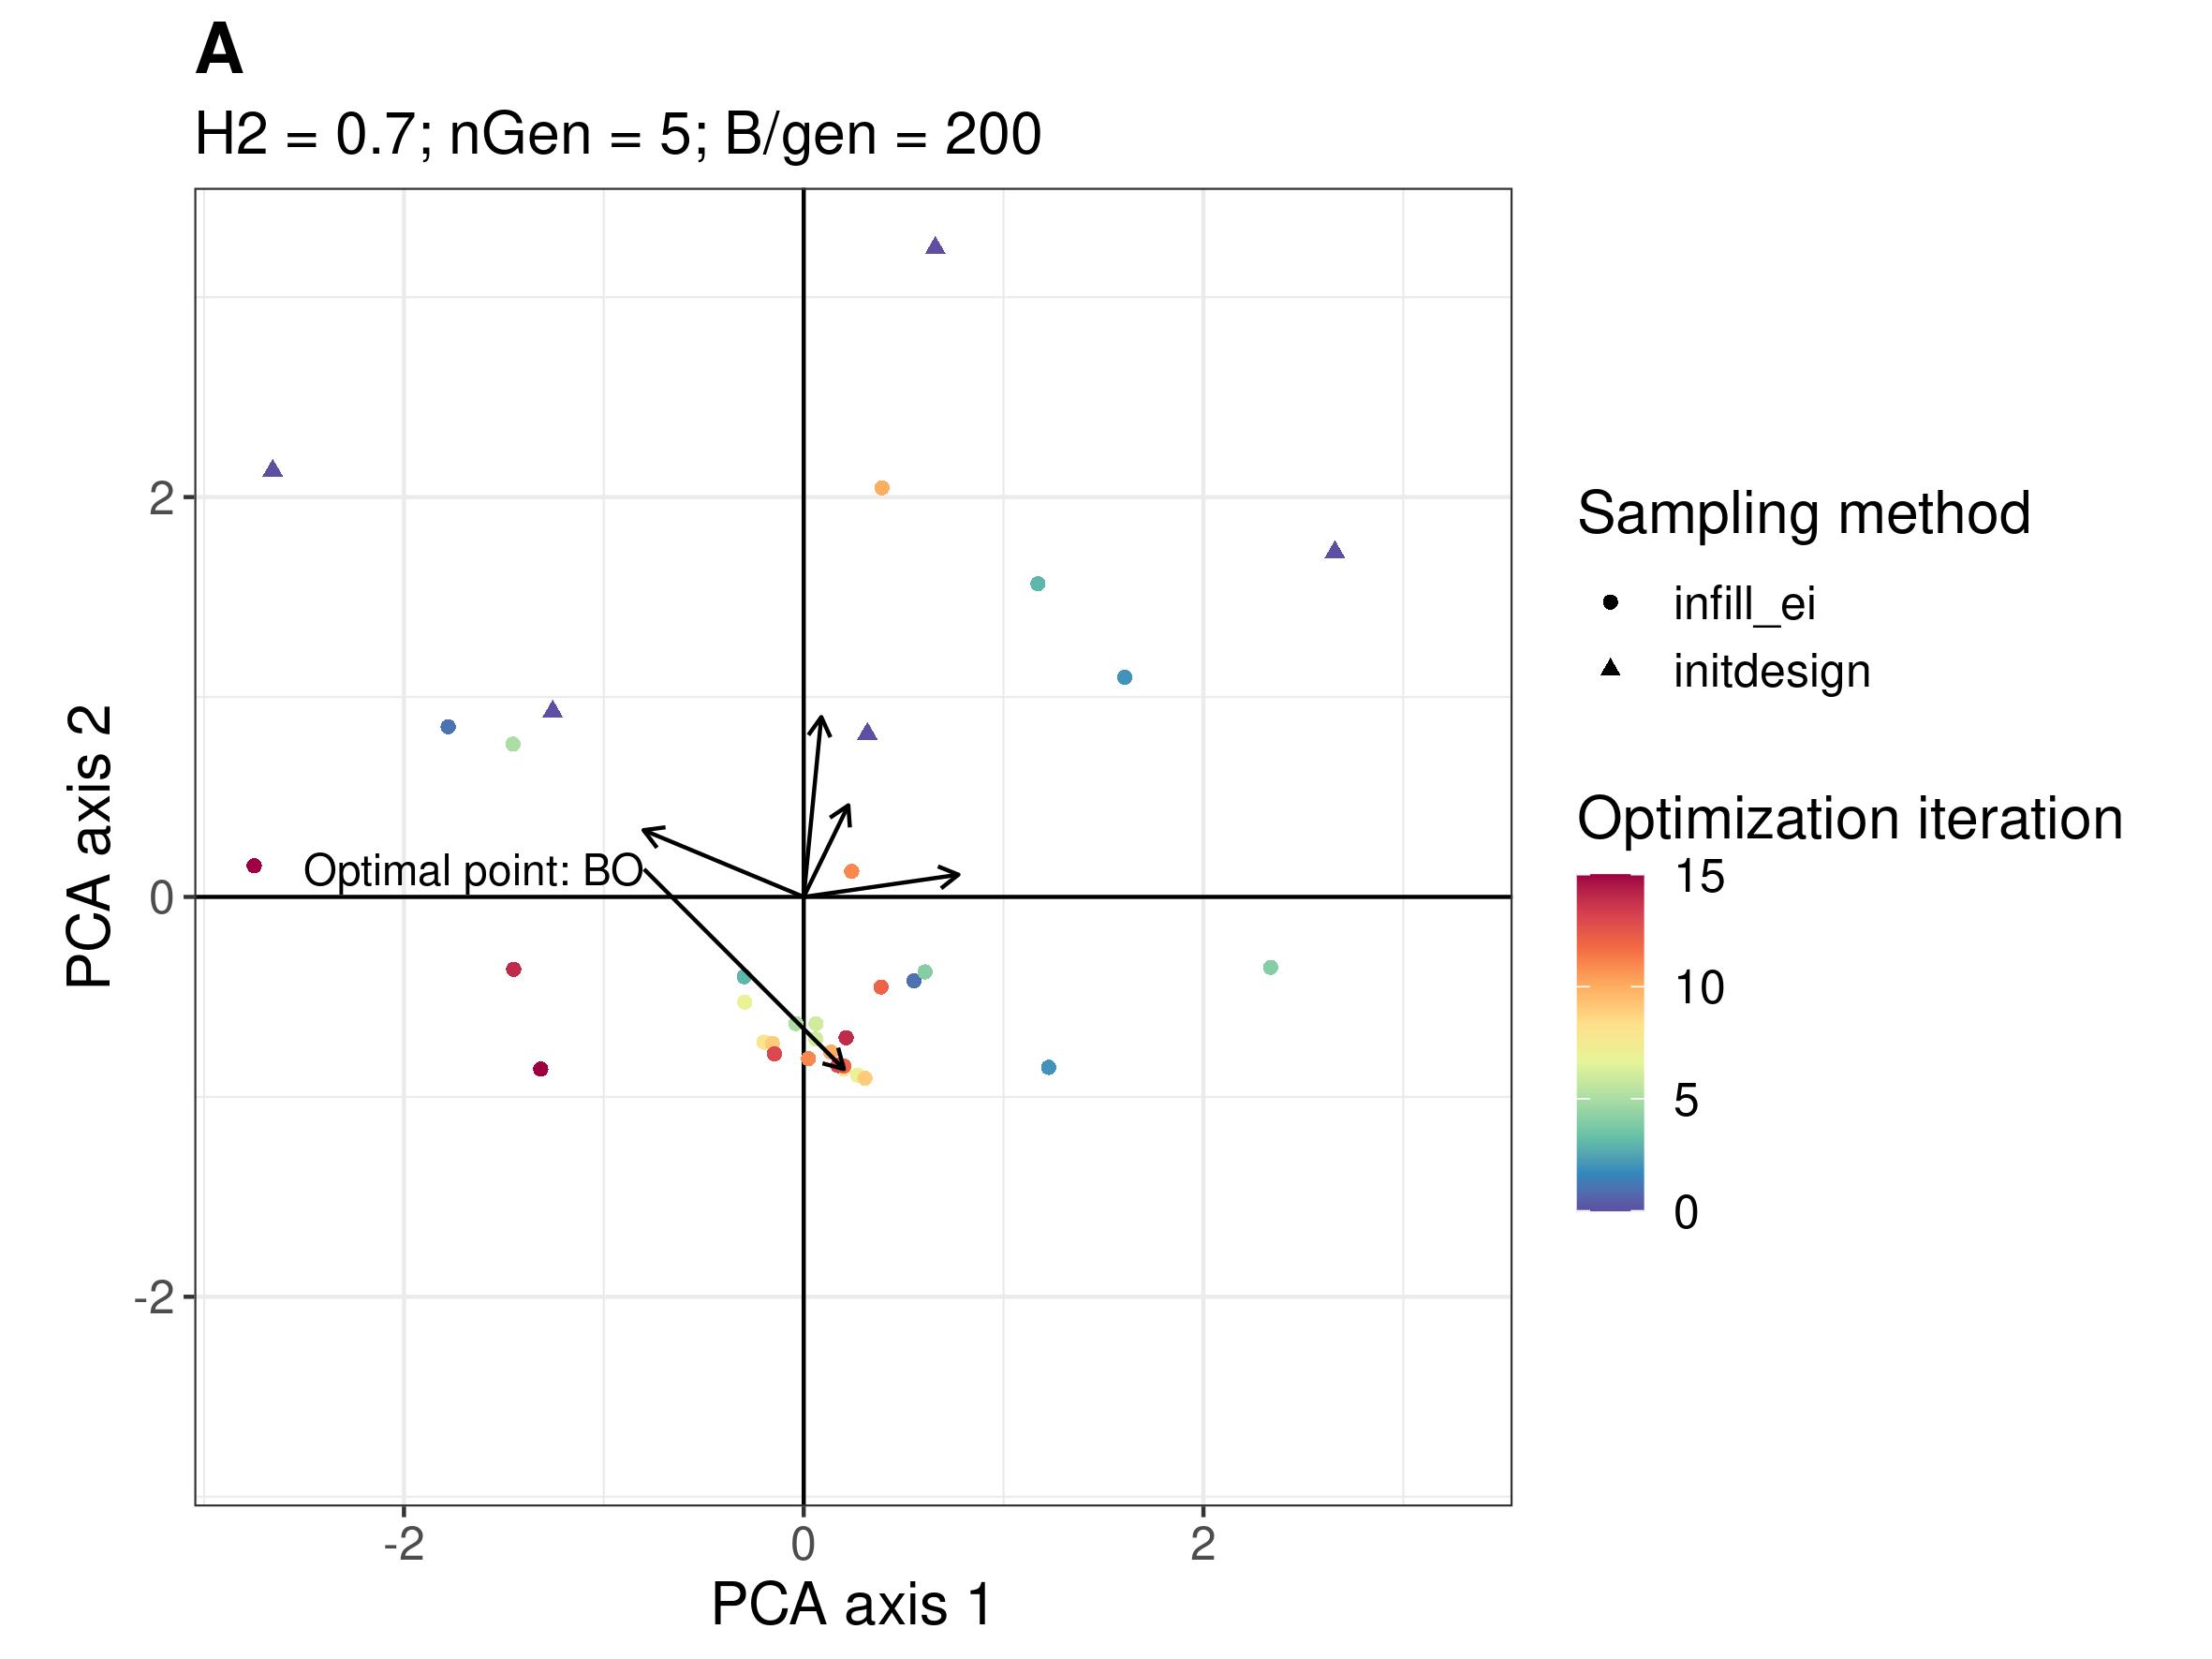 A
H2 = 0.7; nGen = 5; B/gen = 200
PCA axis 2
2
0
-2
Optimal point: BO
-2
0
2
PCA axis 1
Sampling method
infill_ei
initdesign
Optimization iteration
15
10
5
0